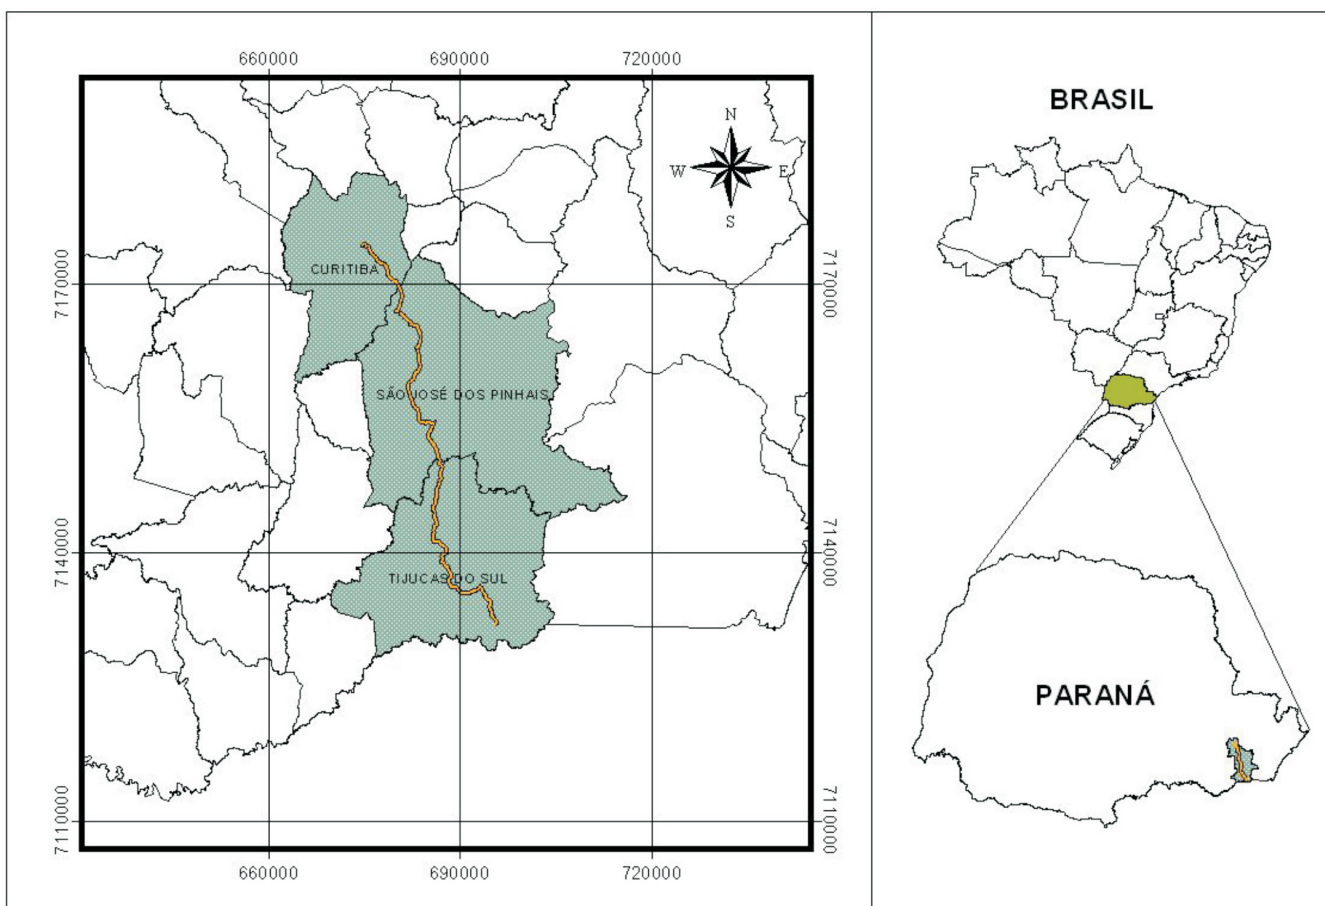 660000
690000
720000
BRASIL
N
W
E
S
CURITIBA
7170000
7170000
SÃO JOSÉ DOS PINHAIS
7140000
7140000
TIJUCAS DO SUL
PARANÁ
7110000
7110000
660000
690000
720000